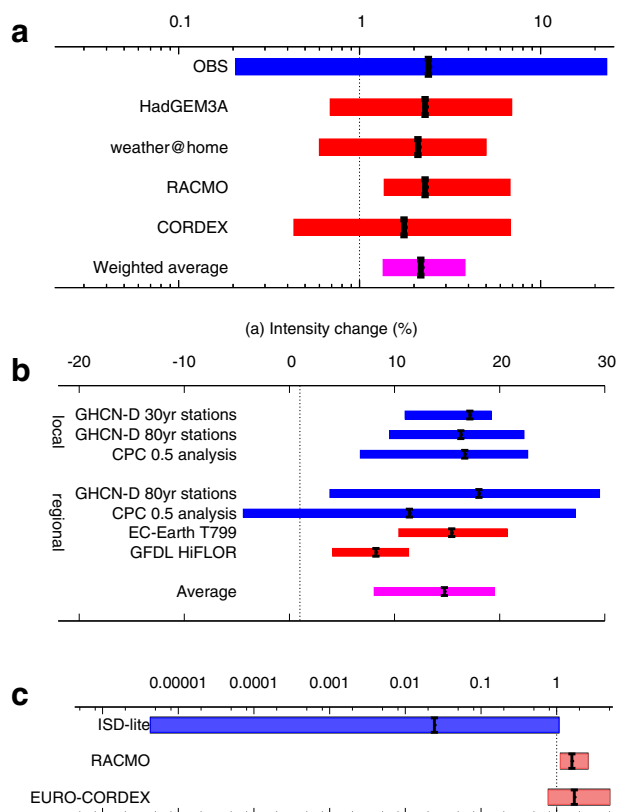 a
0.1 1 10
OBS
HadGEM3A
weather@home
RACMO
CORDEX
Weighted average
(a) Intensity change (%)
b
-20 -10 0 10 20 30
local
GHCN-D 30yr stations
GHCN-D 80yr stations
CPC 0.5 analysis
regional
GHCN-D 80yr stations
CPC 0.5 analysis
EC-Earth T799
GFDL HiFLOR
Average
c
0.00001 0.0001 0.001 0.01 0.1 1
ISD-lite
RACMO
EURO-CORDEX